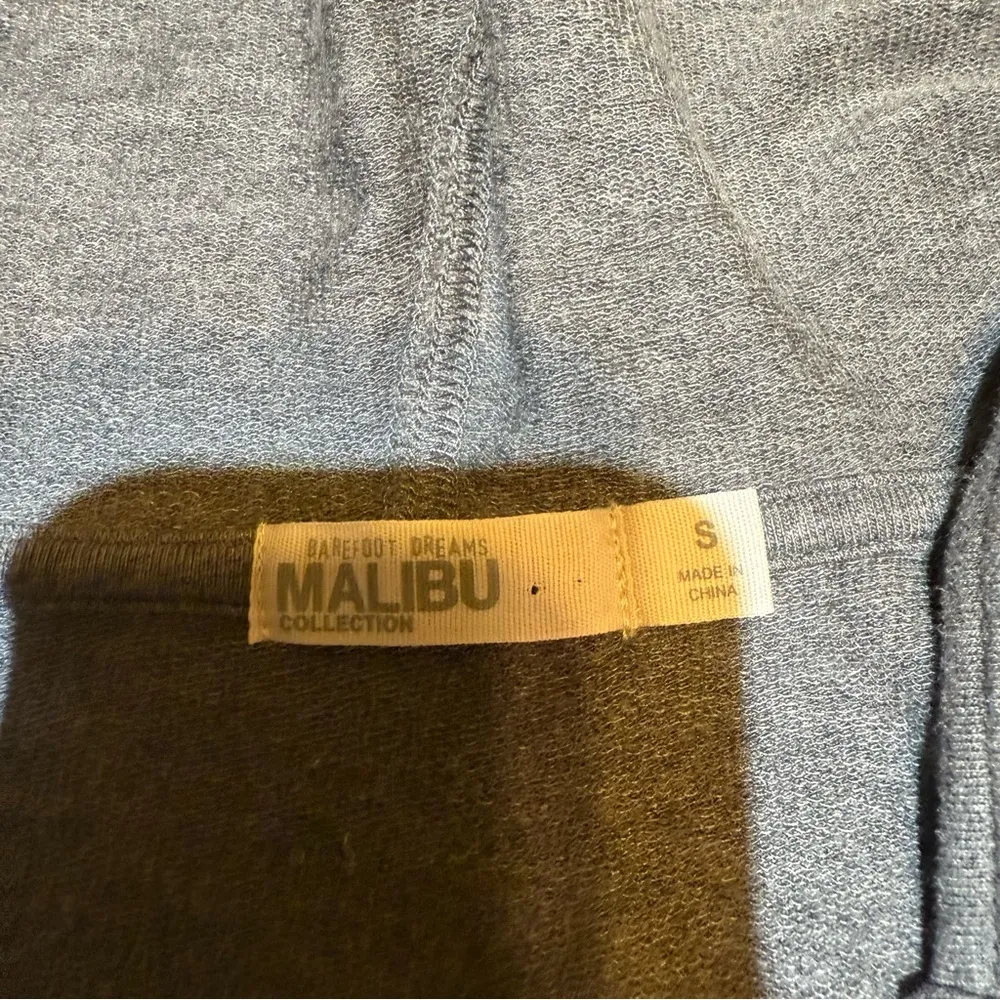 BAREFOOT DREAMS
MALIBU
COLLECTION
S
MADE IN
CHINA